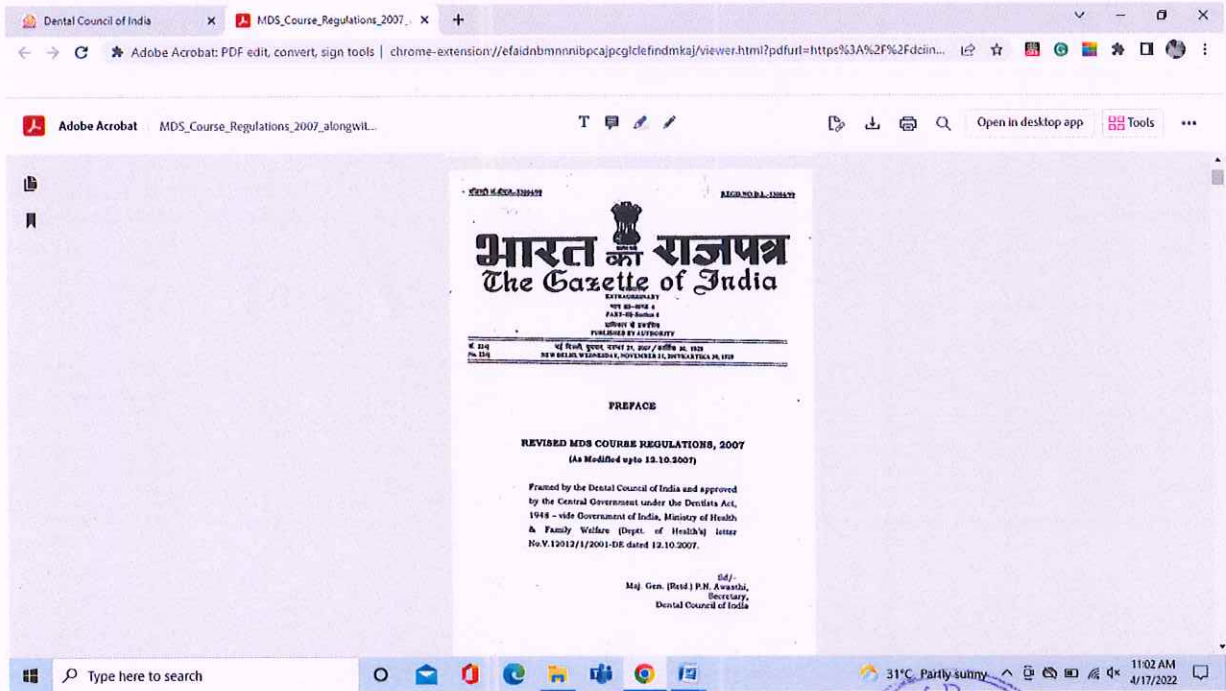 Dental Council of India
MDS_Course_Regulations_2007_
Adobe Acrobat: PDF edit, convert, sign tools | chrome-extension://efaidnbmnnnibpcajpcglclefindmkaj/viewer.html?pdfurl=https%3A%2F%2Fdciin...
Adobe Acrobat MDS_Course_Regulations_2007_alongwit...
Open in desktop app Tools
REGD.NO.D.L.-33004/99
भारत का राजपत्र
The Gazette of India
EXTRAORDINARY
PUBLISHED BY AUTHORITY
PREFACE
REVISED MDS COURSE REGULATIONS, 2007
(As Modified upto 12.10.2007)
Framed by the Dental Council of India and approved
by the Central Government under the Dentists Act,
1948 – vide Government of India, Ministry of Health
& Family Welfare (Deptt. of Health's) letter
No.V.12012/1/2001-DE dated 12.10.2007.
Sd/-
Maj. Gen. (Retd.) P.N. Awasthi,
Secretary,
Dental Council of India
Type here to search
31°C Partly sunny
11:02 AM
4/17/2022